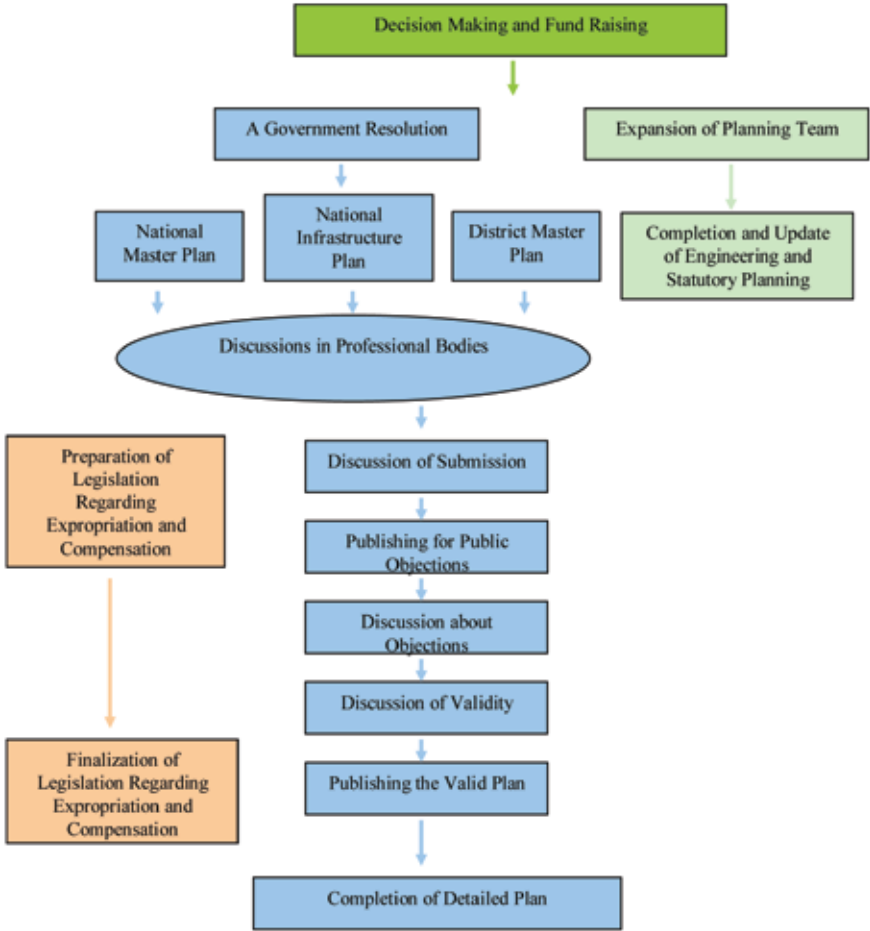 Decision Making and Fund Raising
A Government Resolution
Expansion of Planning Team
National
Master Plan
National
Infrastructure
Plan
District Master
Plan
Completion and Update
of Engineering and
Statutory Planning
Discussions in Professional Bodies
Preparation of
Legislation
Regarding
Expropriation and
Compensation
Discussion of Submission
Publishing for Public
Objections
Discussion about
Objections
Discussion of Validity
Finalization of
Legislation Regarding
Expropriation and
Compensation
Publishing the Valid Plan
Completion of Detailed Plan